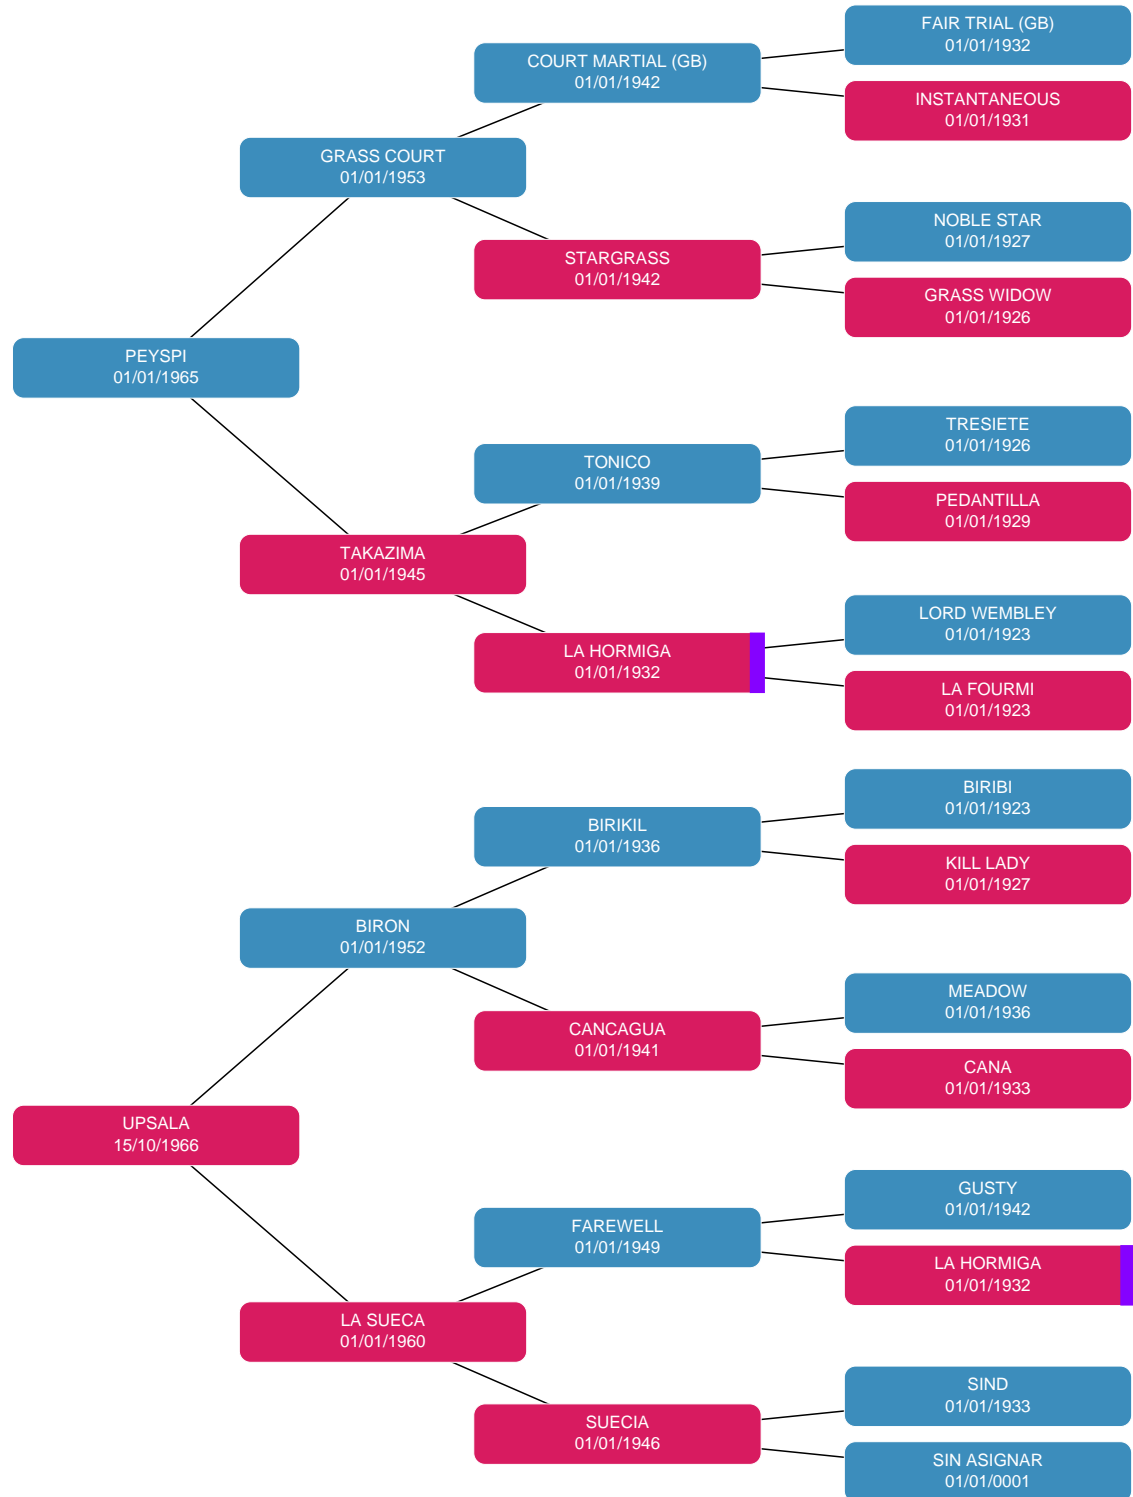 FAIR TRIAL (GB)
01/01/1932
COURT MARTIAL (GB)
01/01/1942
INSTANTANEOUS
01/01/1931
GRASS COURT
01/01/1953
NOBLE STAR
01/01/1927
STARGRASS
01/01/1942
GRASS WIDOW
01/01/1926
PEYSPI
01/01/1965
TRESIETE
01/01/1926
TONICO
01/01/1939
PEDANTILLA
01/01/1929
TAKAZIMA
01/01/1945
LORD WEMBLEY
01/01/1923
LA HORMIGA
01/01/1932
LA FOURMI
01/01/1923
BIRIBI
01/01/1923
BIRIKIL
01/01/1936
KILL LADY
01/01/1927
BIRON
01/01/1952
MEADOW
01/01/1936
CANCAGUA
01/01/1941
CANA
01/01/1933
UPSALA
15/10/1966
GUSTY
01/01/1942
FAREWELL
01/01/1949
LA HORMIGA
01/01/1932
LA SUECA
01/01/1960
SIND
01/01/1933
SUECIA
01/01/1946
SIN ASIGNAR
01/01/0001